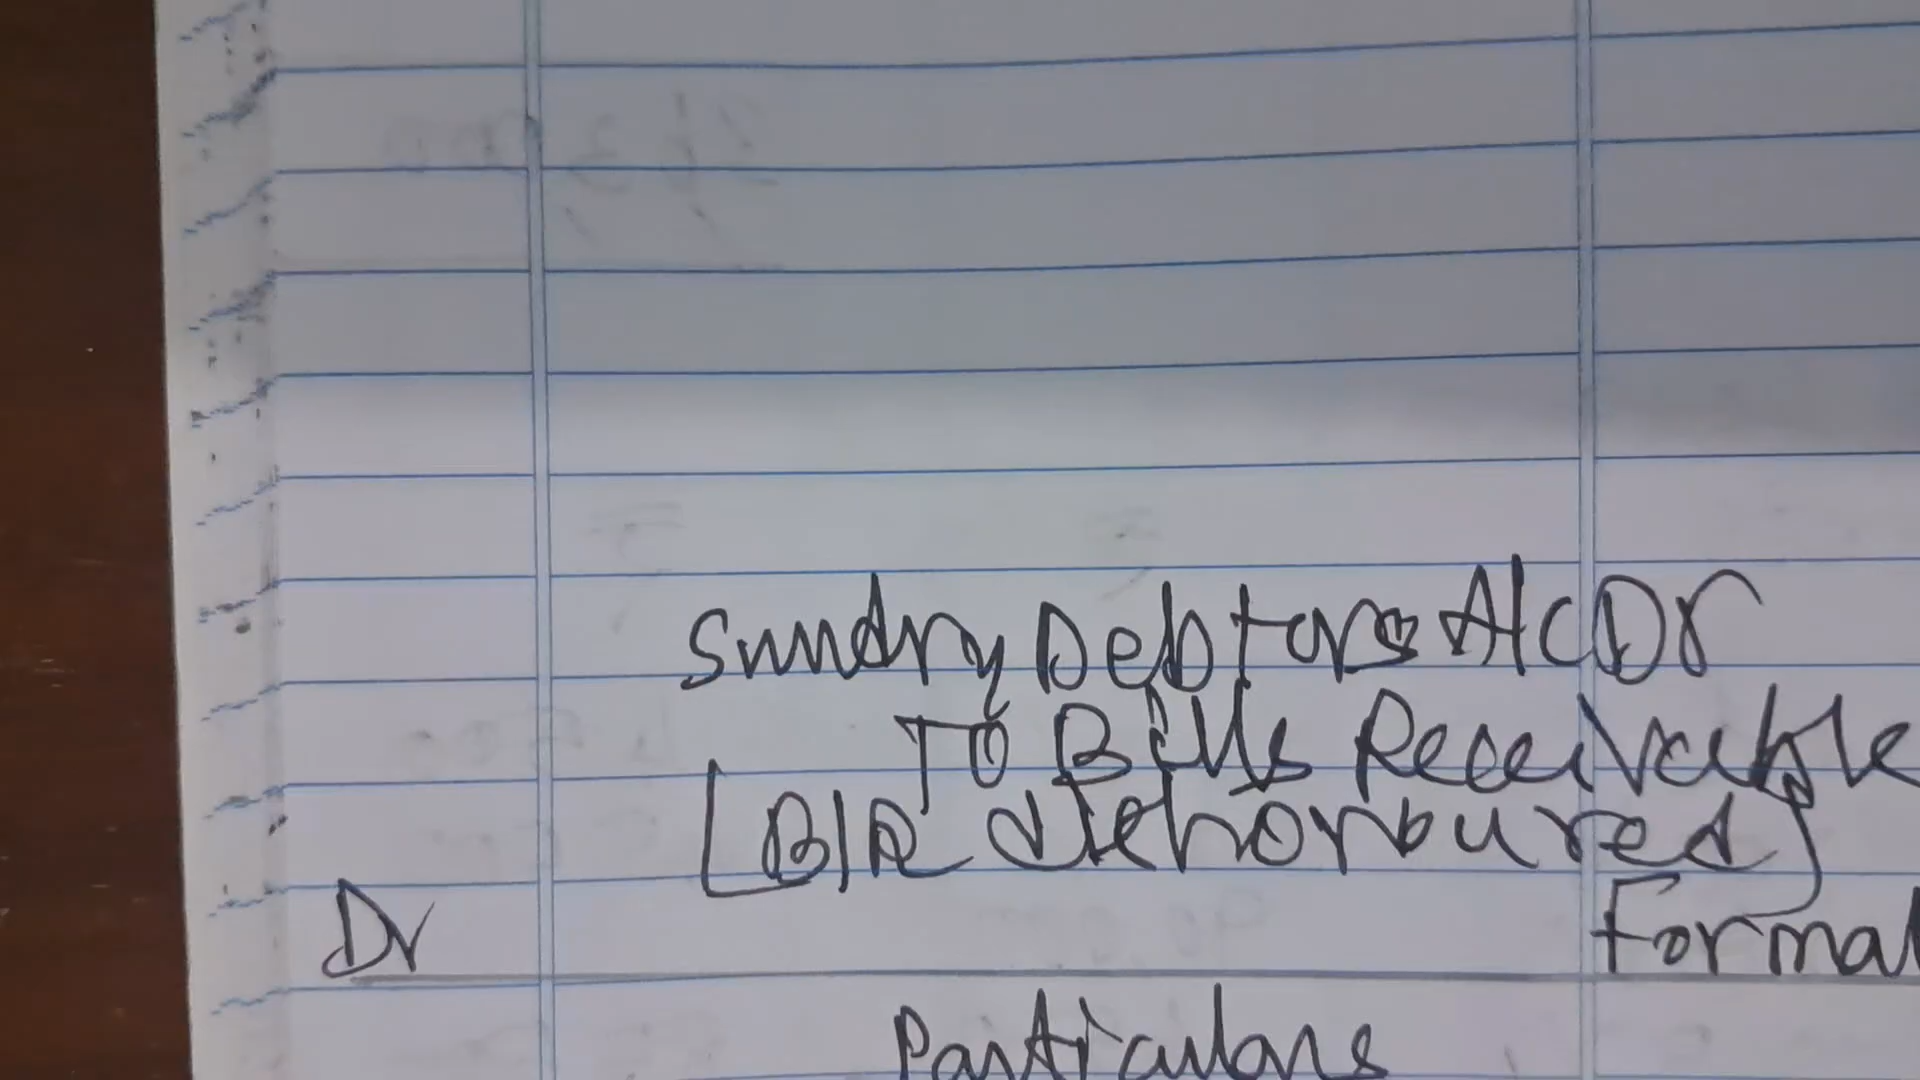 Sundry Debtors A/C Dr
To Bills Receivable
[B/R dishonoured]
Dr Format
Particulars